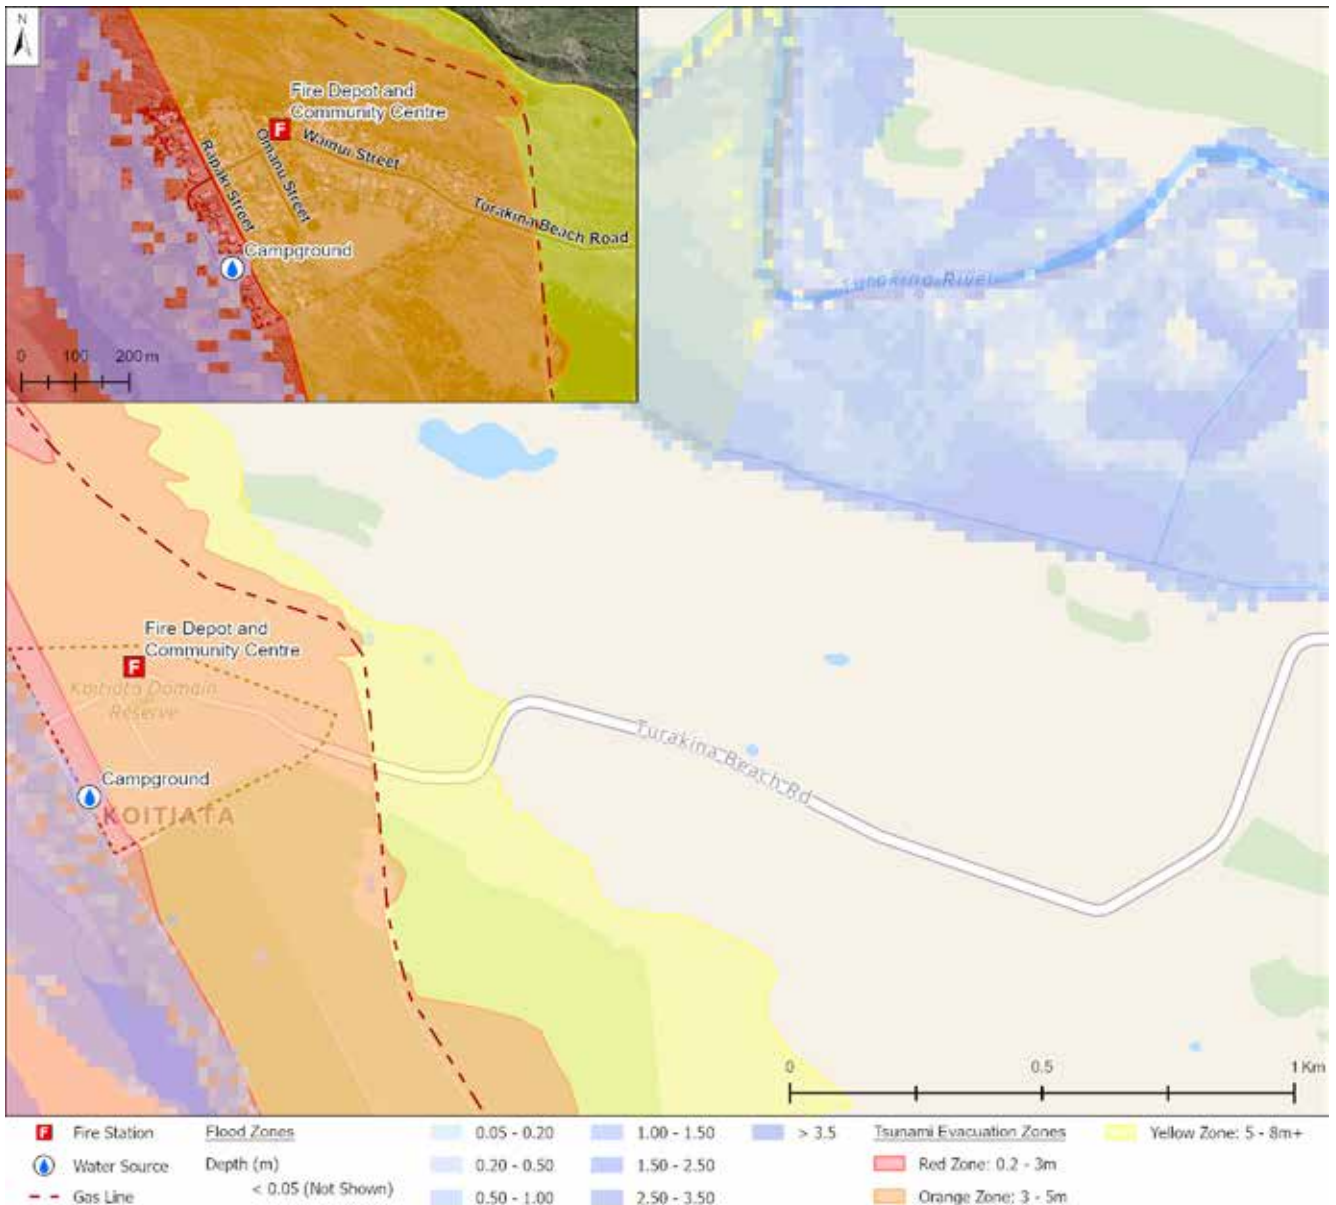 N
Fire Depot and
Community Centre
Waimui Street
Omanu Street
Rapaki Street
Turakina Beach Road
Campground
0 100 200 m
Turakina River
Fire Depot and
Community Centre
Koitiata Domain
Reserve
Turakina Beach Rd
Campground
KOITIATA
0 0.5 1 Km
F Fire Station
Water Source
Gas Line
Flood Zones
Depth (m)
< 0.05 (Not Shown)
0.05 - 0.20
0.20 - 0.50
0.50 - 1.00
1.00 - 1.50
1.50 - 2.50
2.50 - 3.50
> 3.5
Tsunami Evacuation Zones
Red Zone: 0.2 - 3m
Orange Zone: 3 - 5m
Yellow Zone: 5 - 8m+